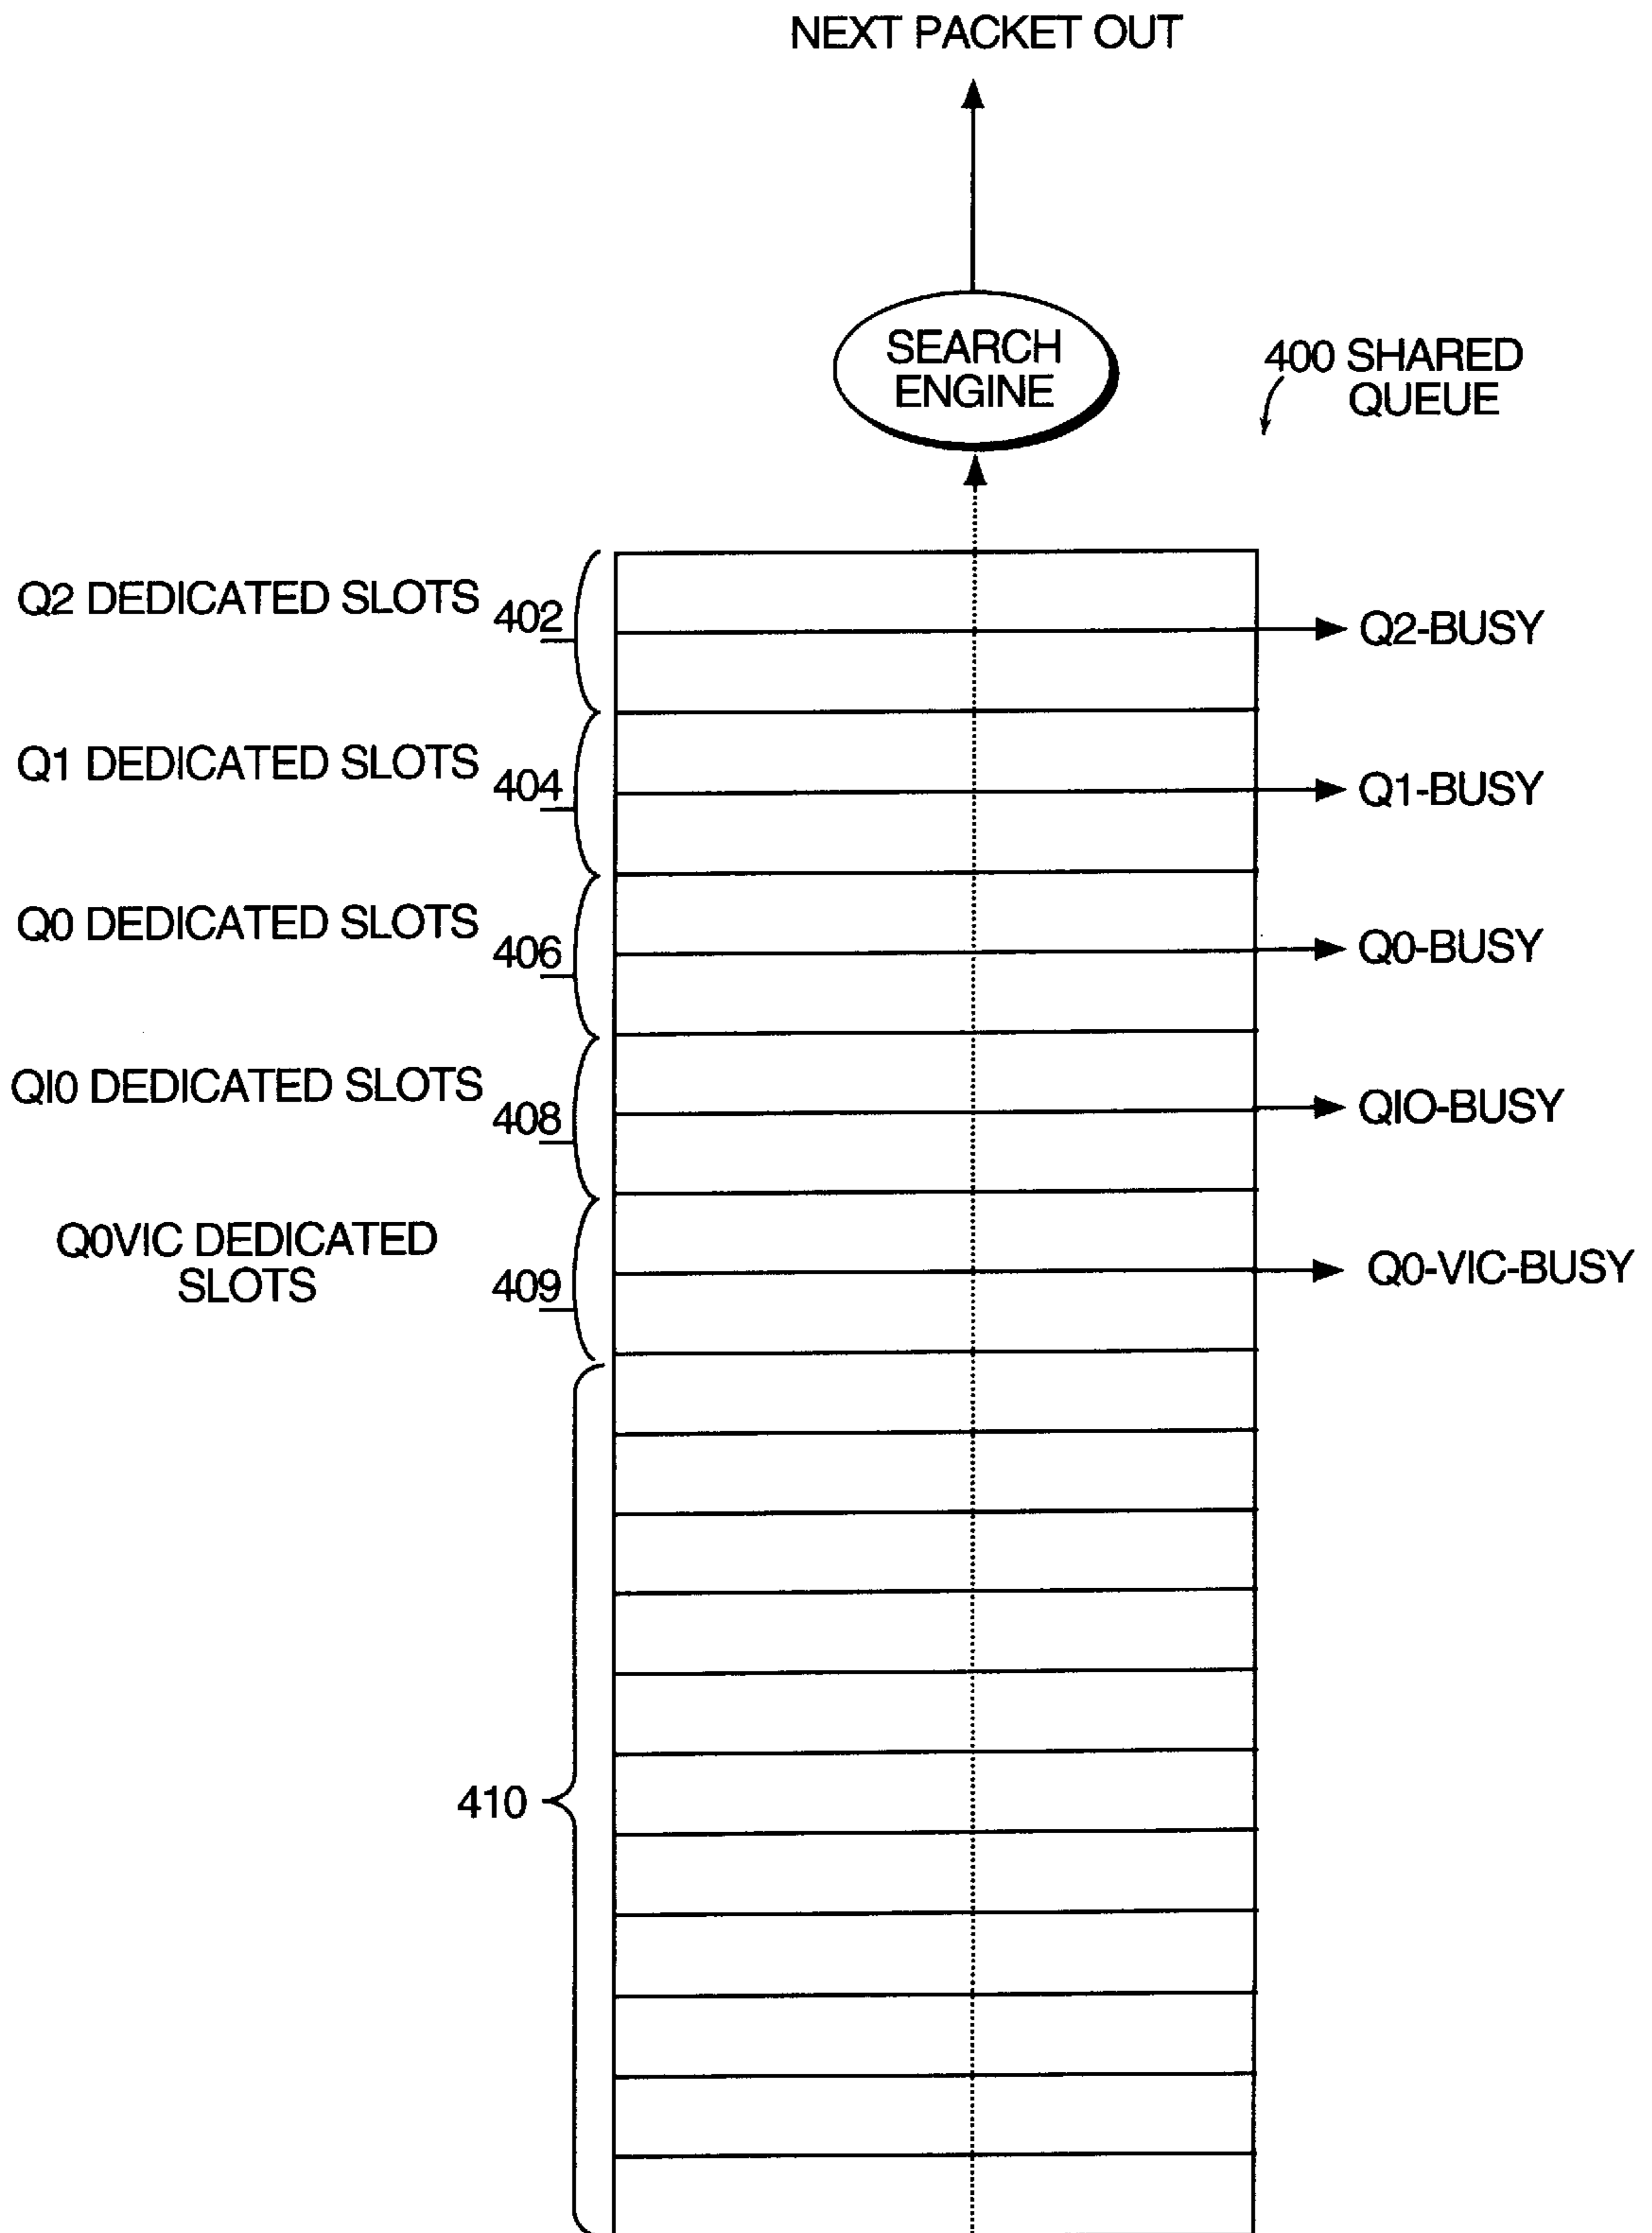 NEXT PACKET OUT
SEARCH
ENGINE
400 SHARED
QUEUE
Q2 DEDICATED SLOTS
402
Q2-BUSY
Q1 DEDICATED SLOTS
404
Q1-BUSY
Q0 DEDICATED SLOTS
406
Q0-BUSY
QI0 DEDICATED SLOTS
408
QIO-BUSY
Q0VIC DEDICATED
SLOTS
409
Q0-VIC-BUSY
410